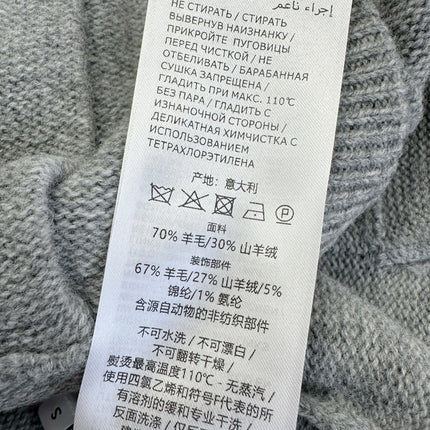 إجراء ناعم
НЕ СТИРАТЬ / СТИРАТЬ
ВЫВЕРНУВ НАИЗНАНКУ /
ПРИКРОЙТЕ ПУГОВИЦЫ
ПЕРЕД ЧИСТКОЙ / НЕ
ОТБЕЛИВАТЬ / БАРАБАННАЯ
СУШКА ЗАПРЕЩЕНА /
ГЛАДИТЬ ПРИ МАКС. 110°C
БЕЗ ПАРА / ГЛАДИТЬ С
ИЗНАНОЧНОЙ СТОРОНЫ /
ДЕЛИКАТНАЯ ХИМЧИСТКА С
ИСПОЛЬЗОВАНИЕМ
ТЕТРАХЛОРЭТИЛЕНА
产地: 意大利
P
面料
70% 羊毛/30% 山羊绒
装饰部件
67% 羊毛/27% 山羊绒/5%
锦纶/1% 氨纶
含源自动物的非纺织部件
不可水洗 / 不可漂白 /
不可翻转干燥 /
熨烫最高温度110°C - 无蒸汽 /
使用四氯乙烯和符号F代表的所
有溶剂的缓和专业干洗 /
反面洗涤 / 仅反
S